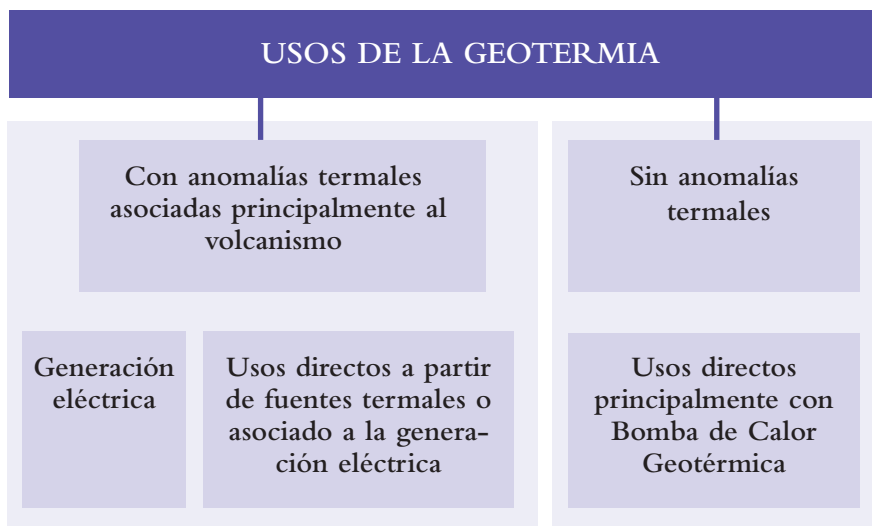 USOS DE LA GEOTERMIA
Con anomalías termales
asociadas principalmente al
volcanismo
Sin anomalías
termales
Generación
eléctrica
Usos directos a partir
de fuentes termales o
asociado a la genera-
ción eléctrica
Usos directos
principalmente con
Bomba de Calor
Geotérmica